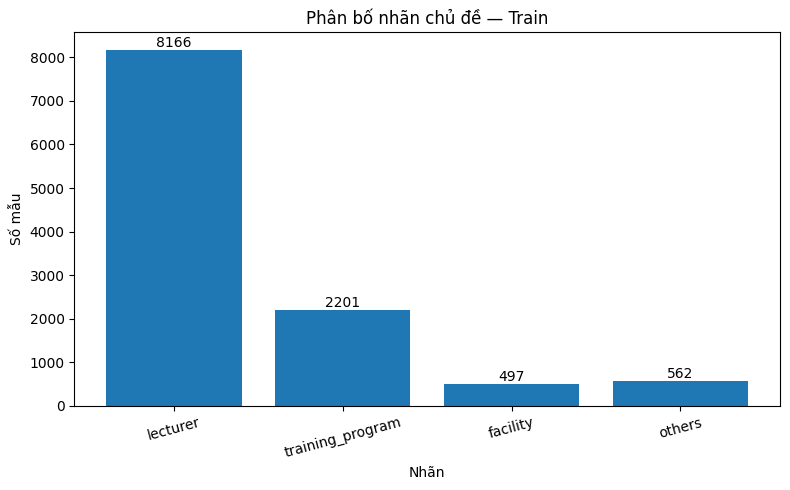 Phân bố nhãn chủ đề — Train
8166
8000
7000
6000
5000
4000
3000
2201
2000
1000
497
562
0
Số mẫu
lecturer
training_program
facility
others
Nhãn